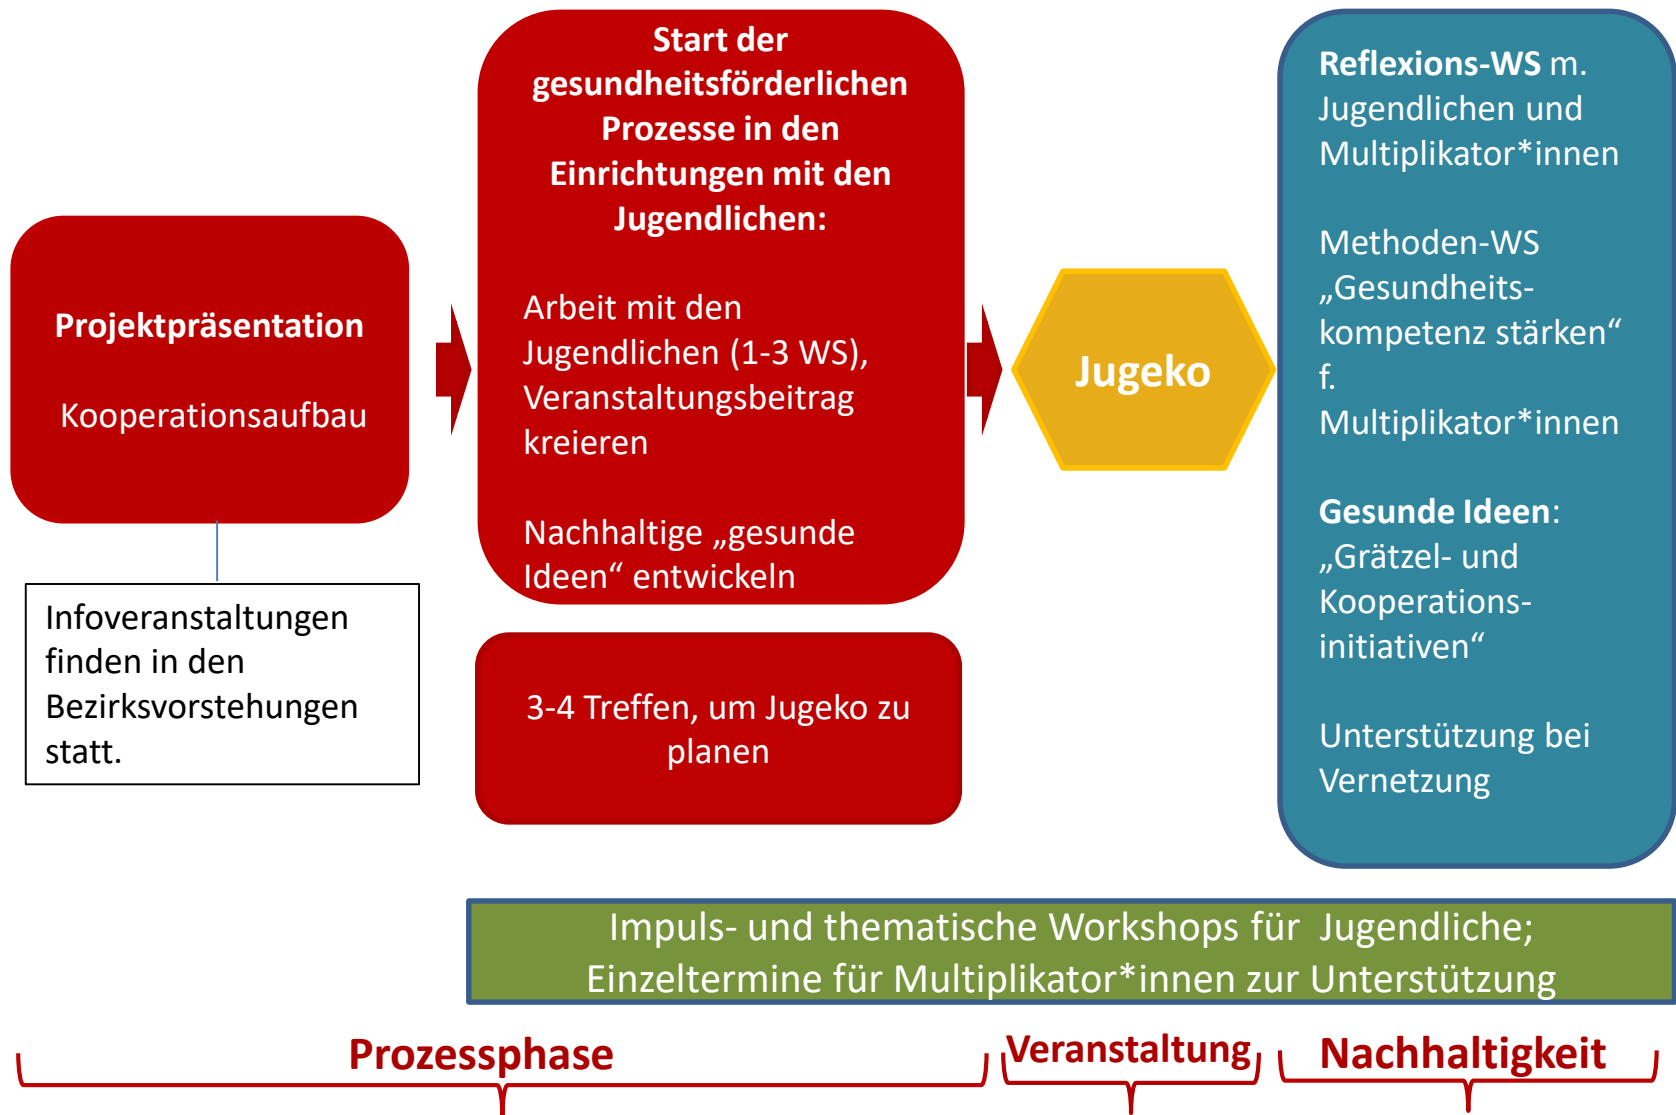 Projektpräsentation
Kooperationsaufbau
Infoveranstaltungen
finden in den
Bezirksvorstehungen
statt.
Start der
gesundheitsförderlichen
Prozesse in den
Einrichtungen mit den
Jugendlichen:
Arbeit mit den
Jugendlichen (1-3 WS),
Veranstaltungsbeitrag
kreieren
Nachhaltige „gesunde
Ideen“ entwickeln
3-4 Treffen, um Jugeko zu
planen
Jugeko
Reflexions-WS m.
Jugendlichen und
Multiplikator*innen
Methoden-WS
„Gesundheits-
kompetenz stärken“
f.
Multiplikator*innen
Gesunde Ideen:
„Grätzel- und
Kooperations-
initiativen“
Unterstützung bei
Vernetzung
Impuls- und thematische Workshops für  Jugendliche;
Einzeltermine für Multiplikator*innen zur Unterstützung
Prozessphase
Veranstaltung
Nachhaltigkeit